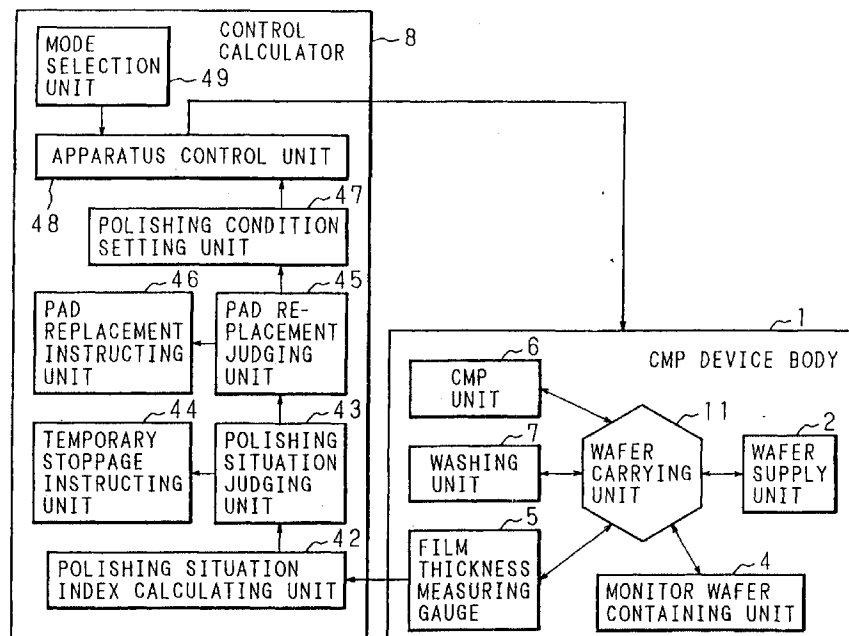 CONTROL
CALCULATOR
8
MODE
SELECTION
UNIT
49
APPARATUS CONTROL UNIT
48
47
POLISHING CONDITION
SETTING UNIT
46
PAD
REPLACEMENT
INSTRUCTING
UNIT
45
PAD RE-
PLACEMENT
JUDGING
UNIT
44
TEMPORARY
STOPPAGE
INSTRUCTING
UNIT
43
POLISHING
SITUATION
JUDGING
UNIT
42
POLISHING SITUATION
INDEX CALCULATING UNIT
1
CMP DEVICE BODY
6
CMP
UNIT
7
WASHING
UNIT
5
FILM
THICKNESS
MEASURING
GAUGE
11
WAFER
CARRYING
UNIT
2
WAFER
SUPPLY
UNIT
4
MONITOR WAFER
CONTAINING UNIT